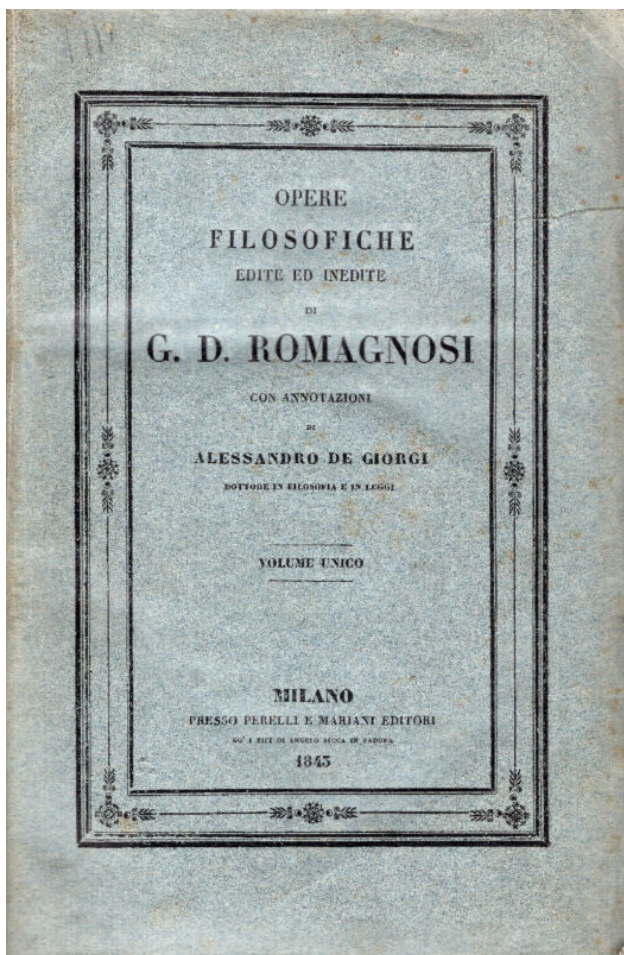 OPERE
FILOSOFICHE
EDITE ED INEDITE
DI
G. D. ROMAGNOSI
CON ANNOTAZIONI
DI
ALESSANDRO DE GIORGI
DOTTORE IN FILOSOFIA E IN LEGGI
VOLUME UNICO
MILANO
PRESSO PERELLI E MARIANI EDITORI
CO' I TIPI DI ANGELO SICCA IN PADOVA
1843